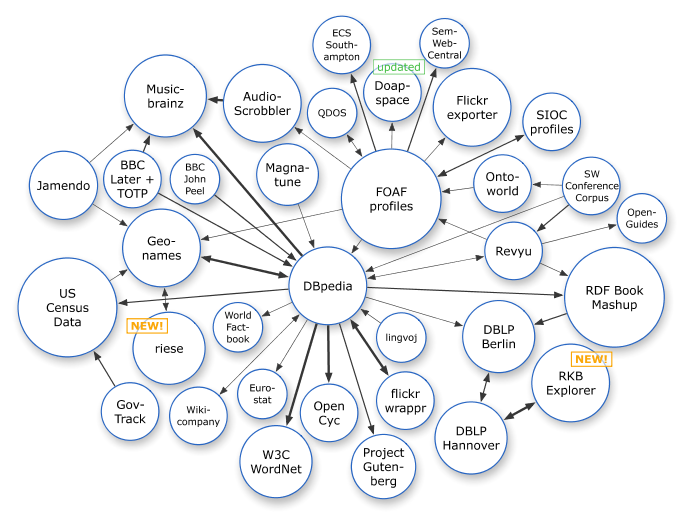 ECS
South-
ampton
Sem-
Web-
Central
updated
Doap-
space
Music-
brainz
Audio-
Scrobbler
QDOS
Flickr
exporter
SIOC
profiles
BBC
Later +
TOTP
BBC
John
Peel
Magna-
tune
Jamendo
FOAF
profiles
Onto-
world
SW
Conference
Corpus
Open-
Guides
Geo-
names
Revyu
DBpedia
US
Census
Data
RDF Book
Mashup
NEW!
riese
World
Fact-
book
lingvoj
DBLP
Berlin
NEW!
RKB
Explorer
Gov-
Track
Wiki-
company
Euro-
stat
Open
Cyc
flickr
wrappr
DBLP
Hannover
W3C
WordNet
Project
Guten-
berg